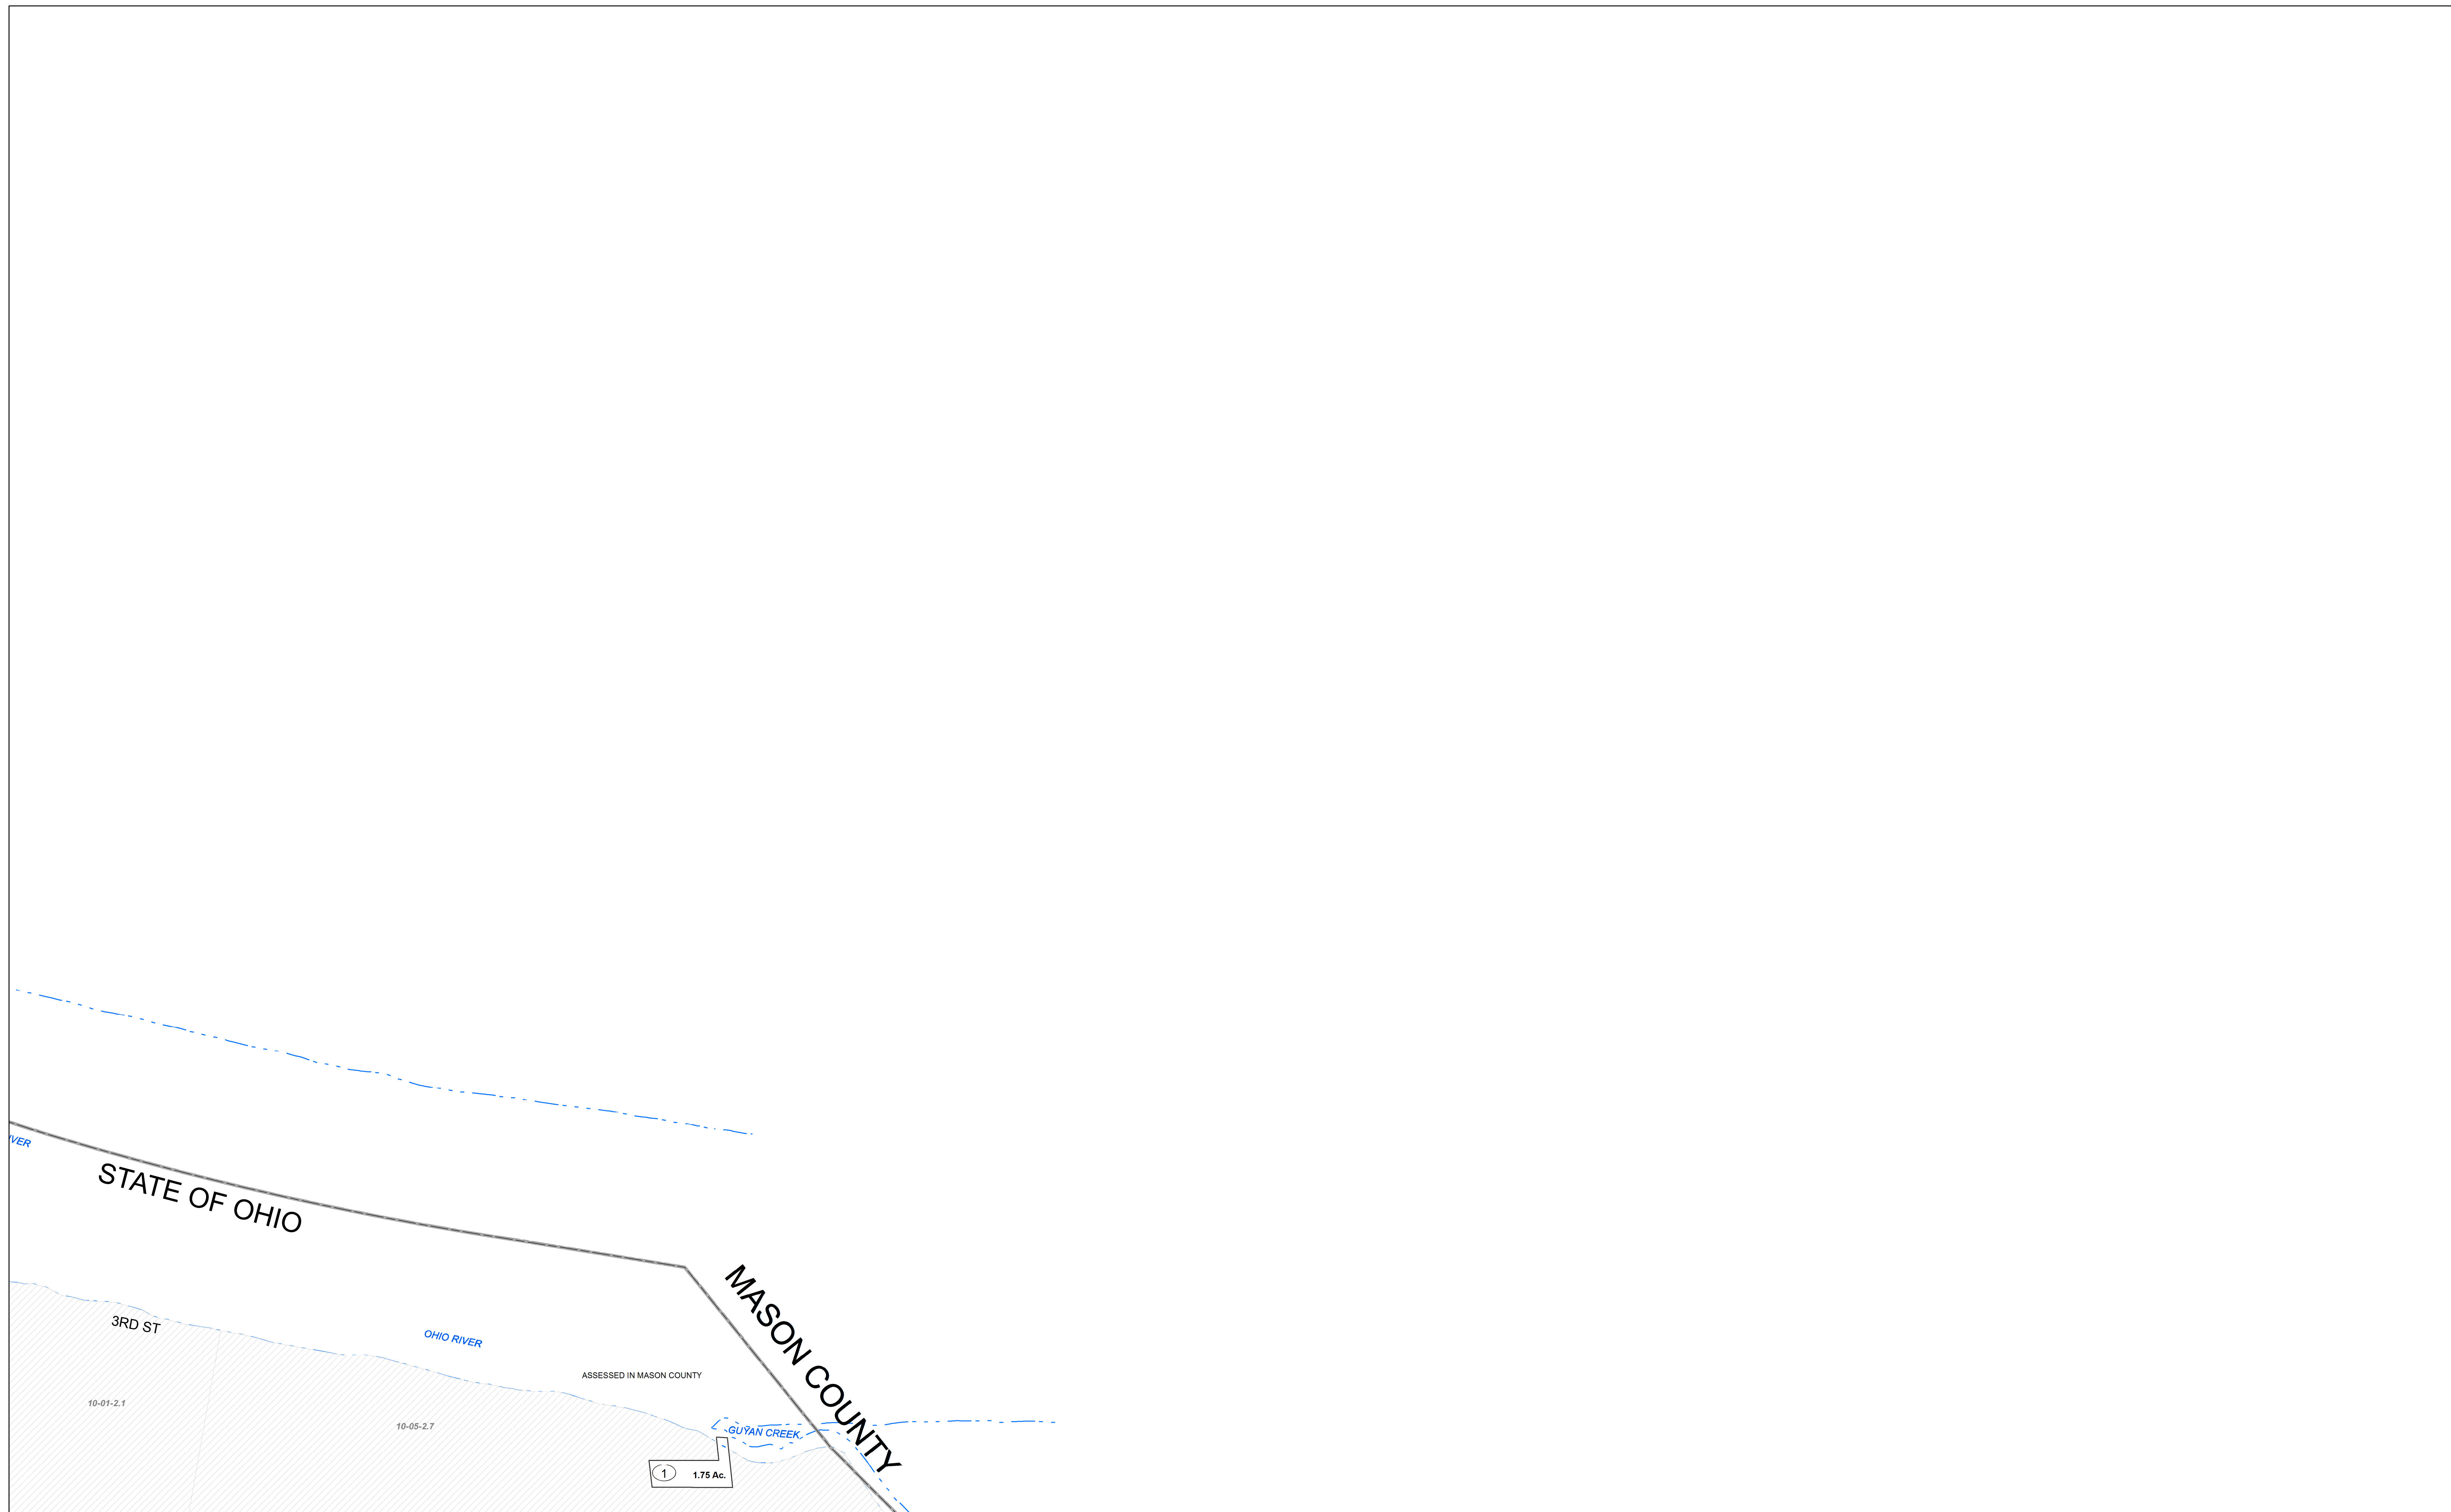 VER
STATE OF OHIO
MASON COUNTY
3RD ST
OHIO RIVER
ASSESSED IN MASON COUNTY
10-01-2.1
10-05-2.7
GUYAN CREEK
1
1.75 Ac.